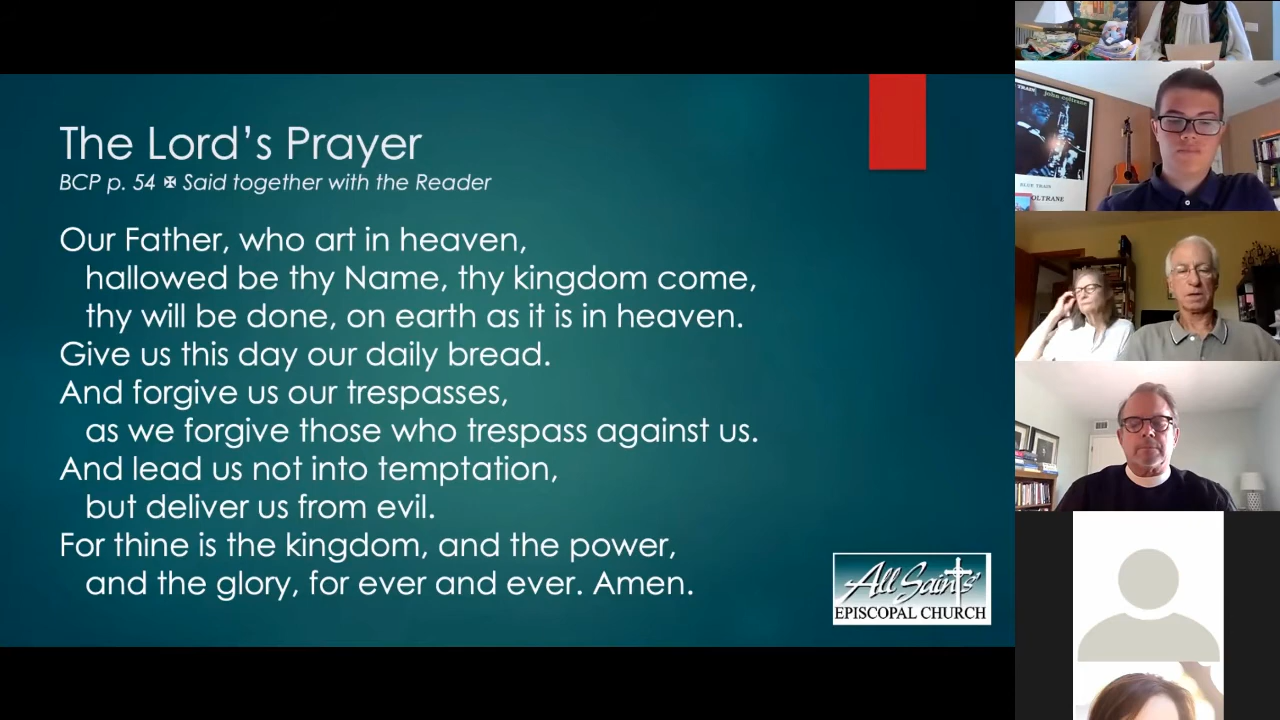 The Lord’s Prayer
BCP p. 54 ✠ Said together with the Reader
Our Father, who art in heaven,
hallowed be thy Name, thy kingdom come,
thy will be done, on earth as it is in heaven.
Give us this day our daily bread.
And forgive us our trespasses,
as we forgive those who trespass against us.
And lead us not into temptation,
but deliver us from evil.
For thine is the kingdom, and the power,
and the glory, for ever and ever. Amen.
All Saints’
EPISCOPAL CHURCH
TRAIN
john coltrane
BLUE TRAIN
OLTRANE